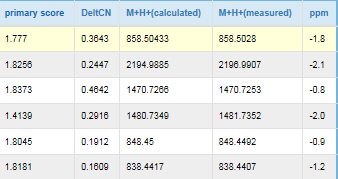 primary score DeltCN M+H+(calculated) M+H+(measured) ppm
1.777 0.3643 858.50433 858.5028 -1.8
1.8256 0.2447 2194.9885 2196.9907 -2.1
1.8373 0.4642 1470.7266 1470.7253 -0.8
1.4139 0.2916 1480.7349 1481.7352 -2.0
1.8045 0.1912 848.45 848.4492 -0.9
1.8181 0.1609 838.4417 838.4407 -1.2